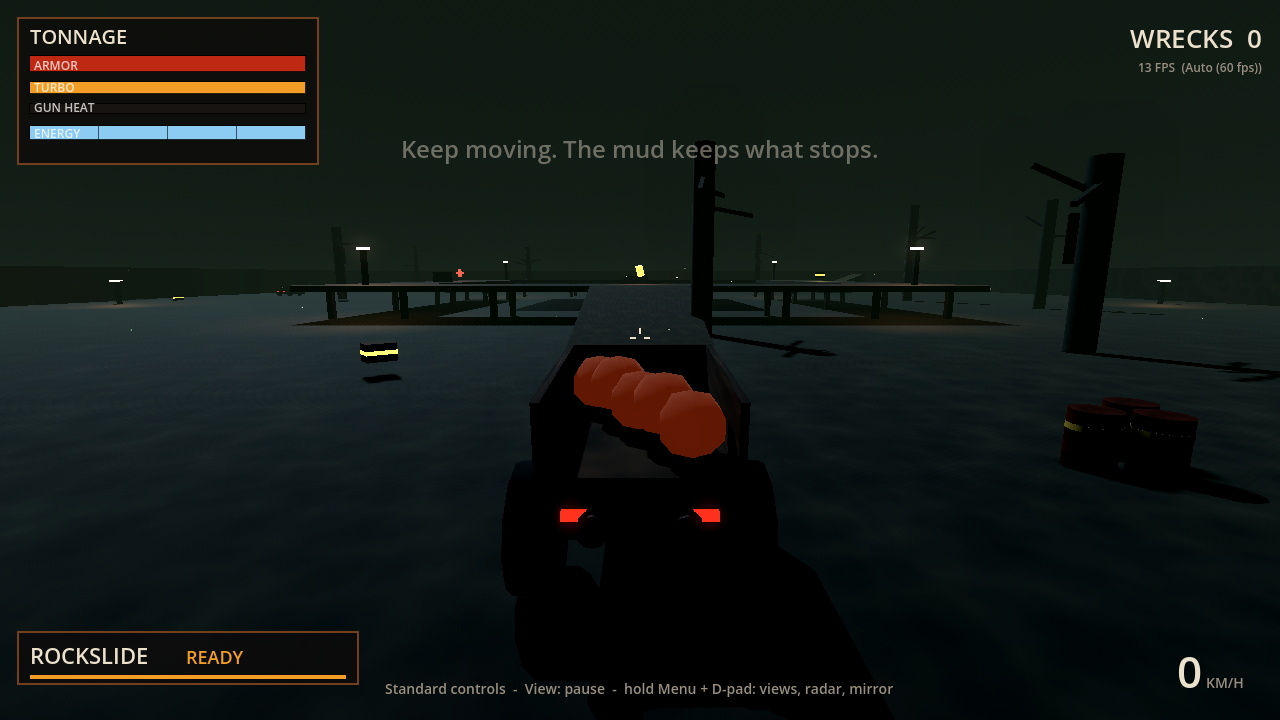 TONNAGE
ARMOR
TURBO
GUN HEAT
ENERGY
WRECKS 0
13 FPS (Auto (60 fps))
Keep moving. The mud keeps what stops.
ROCKSLIDE READY
Standard controls - View: pause - hold Menu + D-pad: views, radar, mirror
0 KM/H